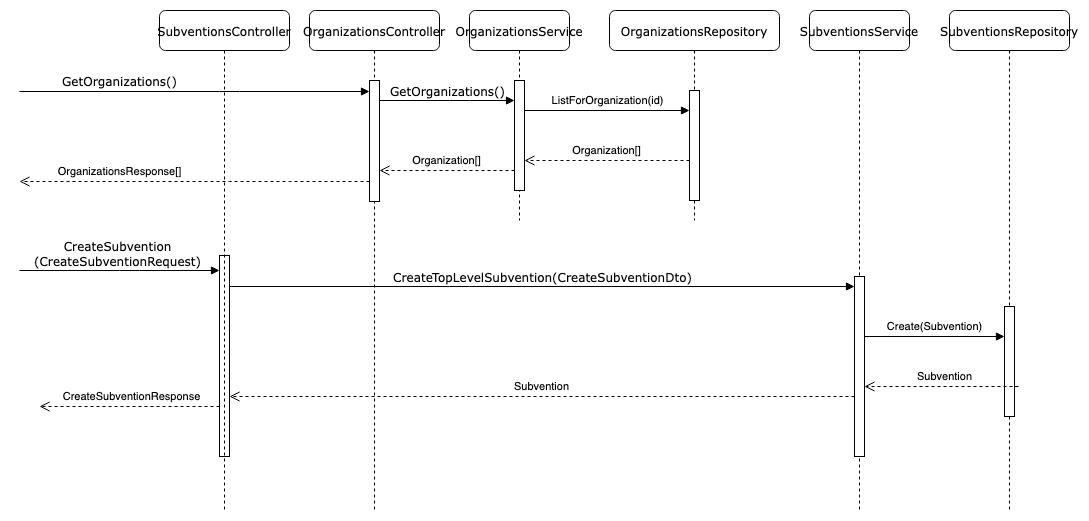 SubventionsController
OrganizationsController
OrganizationsService
OrganizationsRepository
SubventionsService
SubventionsRepository
GetOrganizations()
GetOrganizations()
ListForOrganization(id)
Organization[]
Organization[]
OrganizationsResponse[]
CreateSubvention
(CreateSubventionRequest)
CreateTopLevelSubvention(CreateSubventionDto)
Create(Subvention)
Subvention
Subvention
CreateSubventionResponse